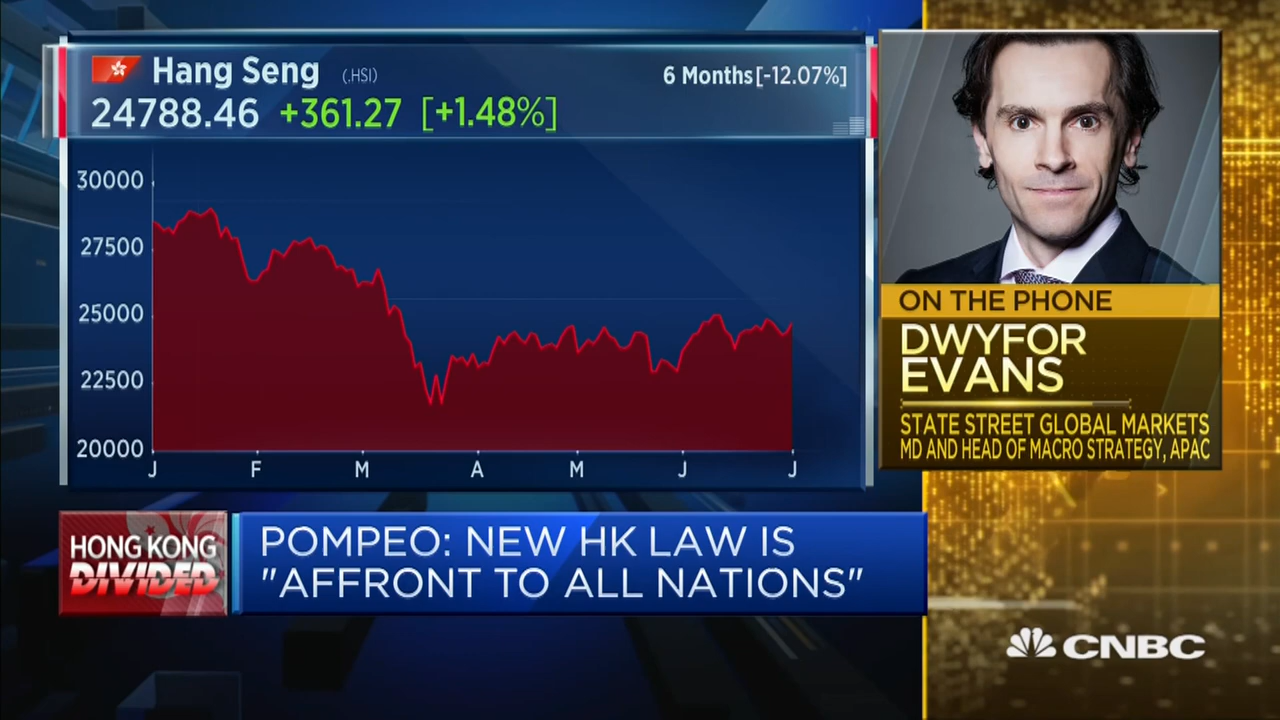 Hang Seng (.HSI) 6 Months[-12.07%]
24788.46 +361.27 [+1.48%]
30000
27500
25000
22500
20000
J F M A M J J
ON THE PHONE
DWYFOR
EVANS
STATE STREET GLOBAL MARKETS
MD AND HEAD OF MACRO STRATEGY, APAC
HONG KONG
DIVIDED
POMPEO: NEW HK LAW IS
"AFFRONT TO ALL NATIONS"
CNBC